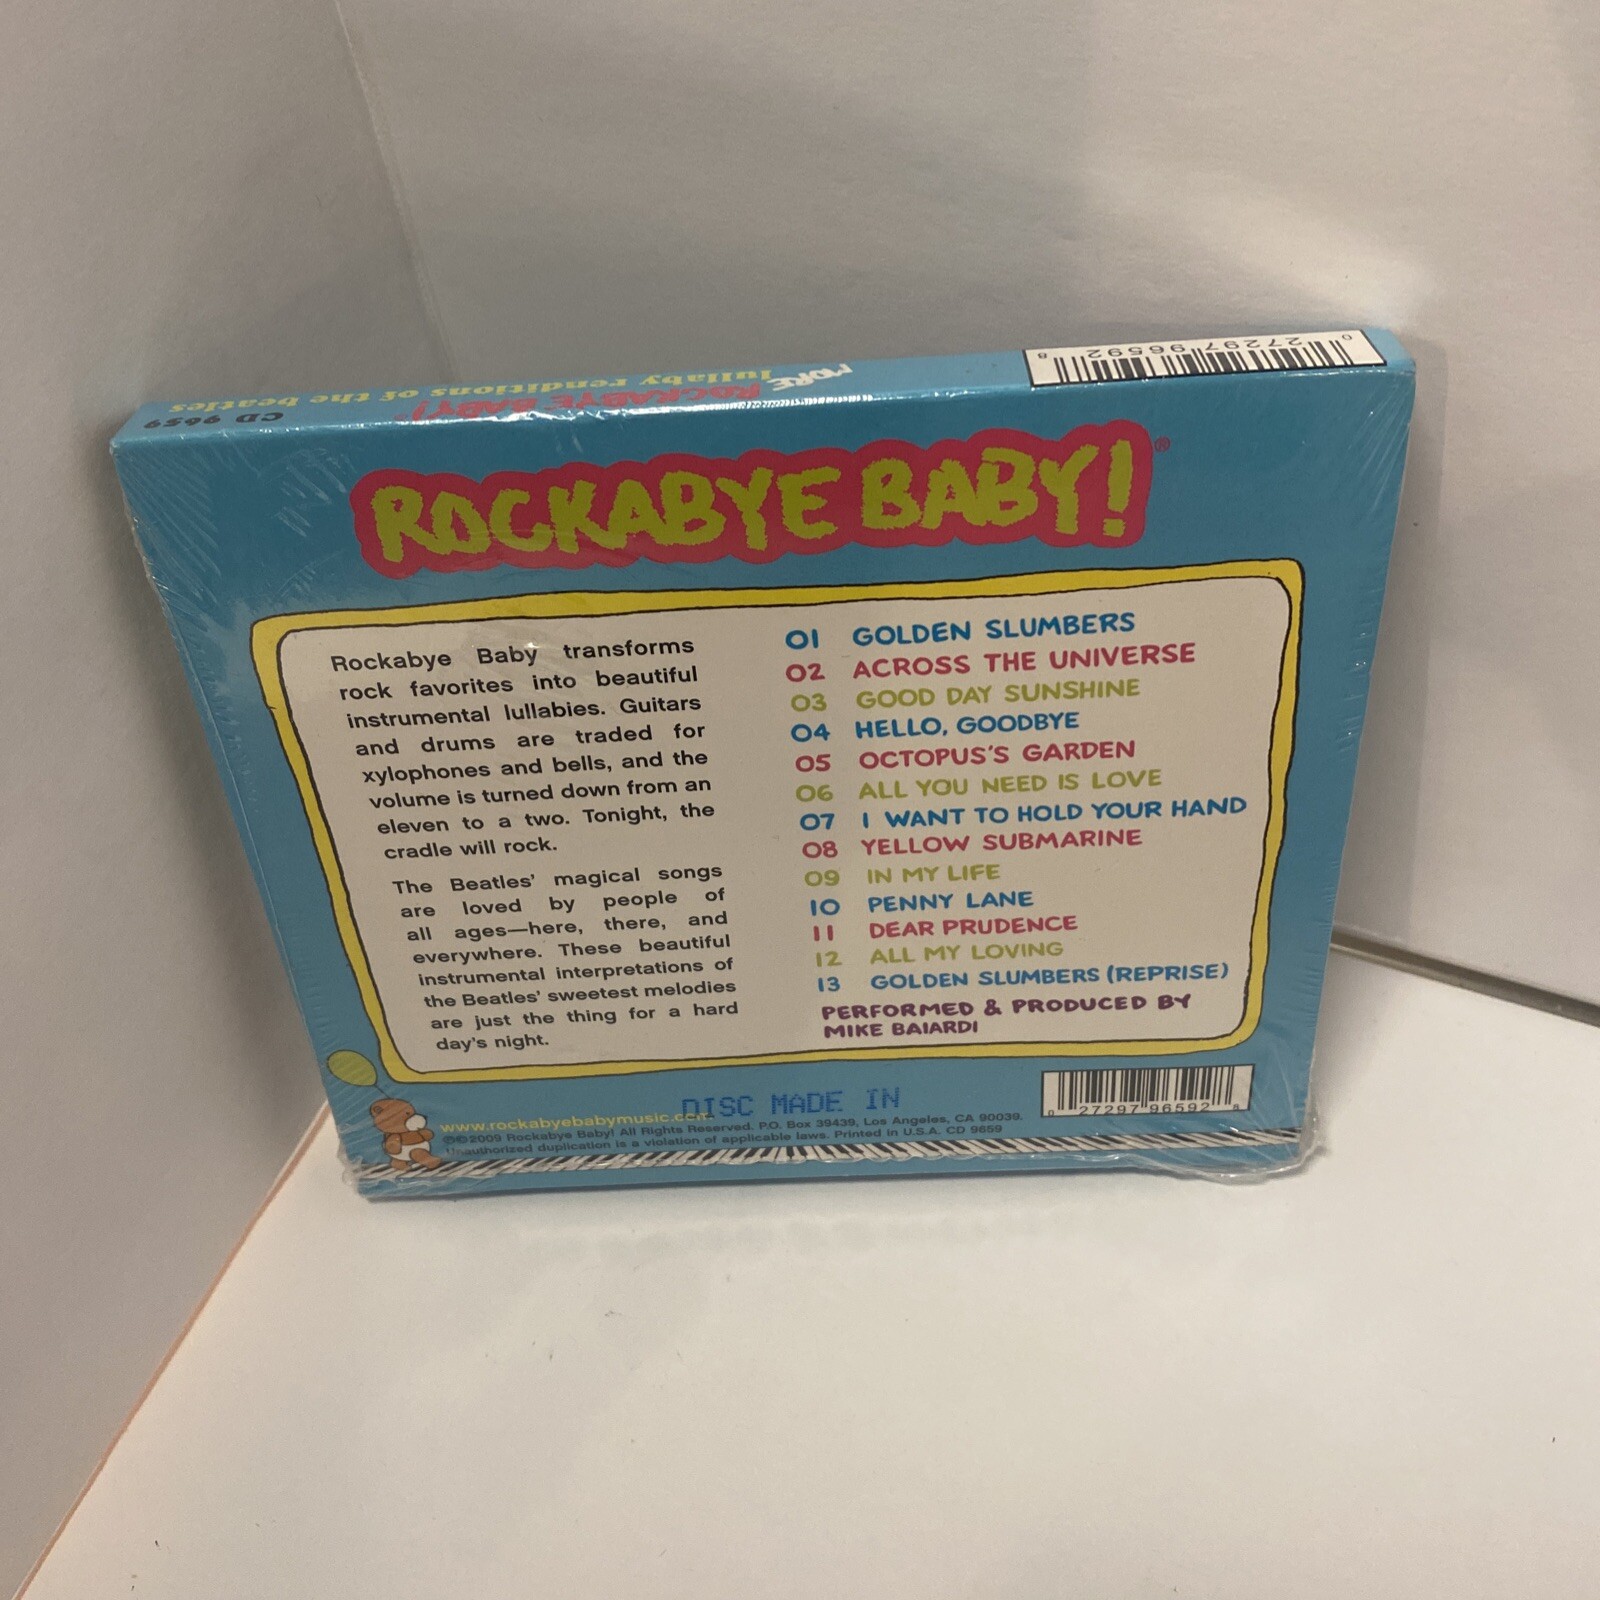 0 27297 96592 8
MORE
ROCKABYE BABY!
lullaby renditions of the beatles
CD 9659
ROCKABYE BABY!®
Rockabye Baby transforms
rock favorites into beautiful
instrumental lullabies. Guitars
and drums are traded for
xylophones and bells, and the
volume is turned down from an
eleven to a two. Tonight, the
cradle will rock.
The Beatles' magical songs
are loved by people of
all ages—here, there, and
everywhere. These beautiful
instrumental interpretations of
the Beatles' sweetest melodies
are just the thing for a hard
day's night.
01 GOLDEN SLUMBERS
02 ACROSS THE UNIVERSE
03 GOOD DAY SUNSHINE
04 HELLO, GOODBYE
05 OCTOPUS'S GARDEN
06 ALL YOU NEED IS LOVE
07 I WANT TO HOLD YOUR HAND
08 YELLOW SUBMARINE
09 IN MY LIFE
10 PENNY LANE
11 DEAR PRUDENCE
12 ALL MY LOVING
13 GOLDEN SLUMBERS (REPRISE)
PERFORMED & PRODUCED BY
MIKE BAIARDI
DISC MADE IN
www.rockabyebabymusic.com
℗©2009 Rockabye Baby! All Rights Reserved. P.O. Box 39439, Los Angeles, CA 90039.
Unauthorized duplication is a violation of applicable laws. Printed in U.S.A. CD 9659
0 27297 96592 8